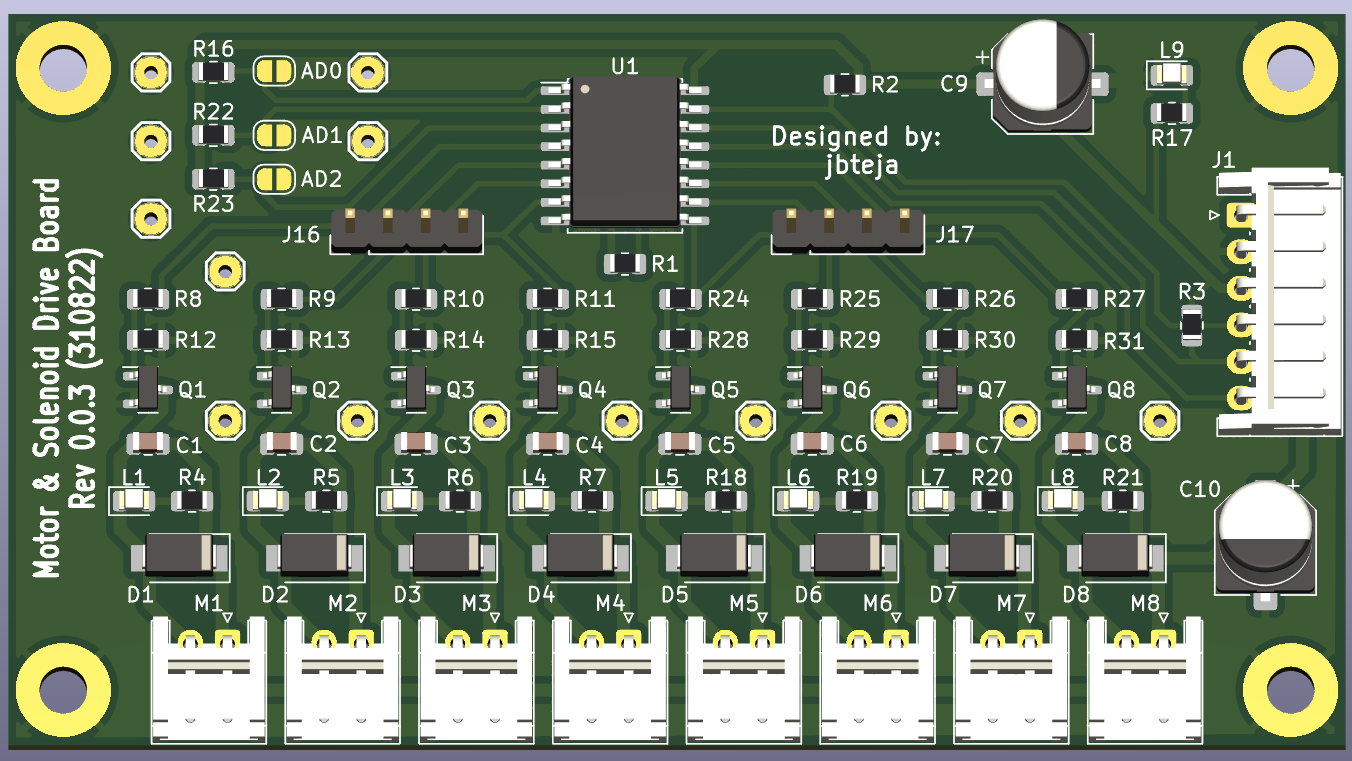 R16
AD0
U1
R2
C9
+
L9
R22
AD1
Designed by:
jbteja
R17
AD2
R23
J1
J16
J17
R1
Motor & Solenoid Drive Board
Rev 0.0.3 (310822)
R8 R9 R10 R11 R24 R25 R26 R27
R3
R12 R13 R14 R15 R28 R29 R30 R31
Q1 Q2 Q3 Q4 Q5 Q6 Q7 Q8
C1 C2 C3 C4 C5 C6 C7 C8
L1 R4 L2 R5 L3 R6 L4 R7 L5 R18 L6 R19 L7 R20 L8 R21
C10
+
D1 M1 D2 M2 D3 M3 D4 M4 D5 M5 D6 M6 D7 M7 D8 M8